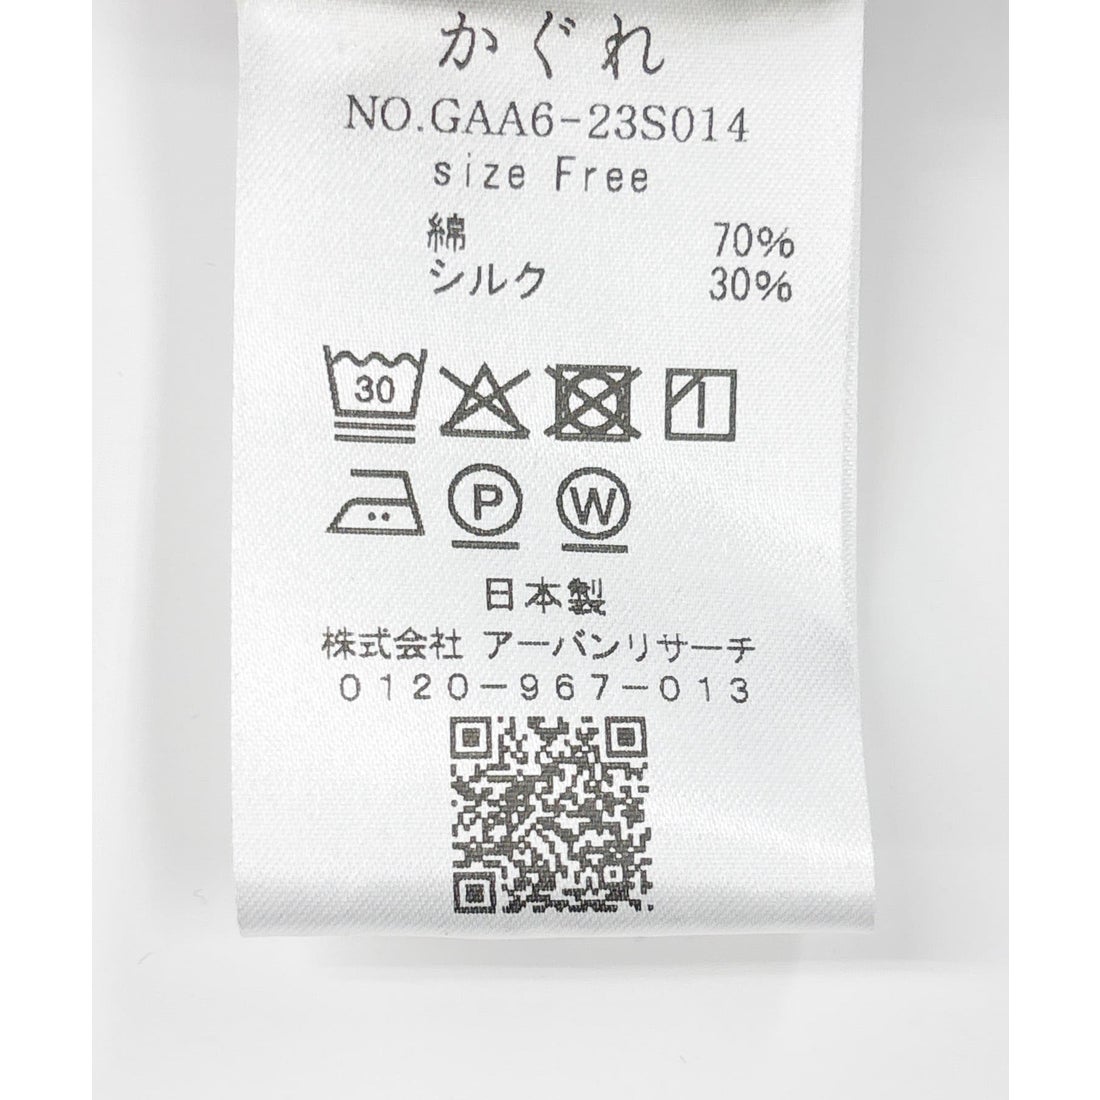 かぐれ
NO.GAA6-23S014
size Free
綿 70%
シルク 30%
30
P W
日本製
株式会社 アーバンリサーチ
0120-967-013